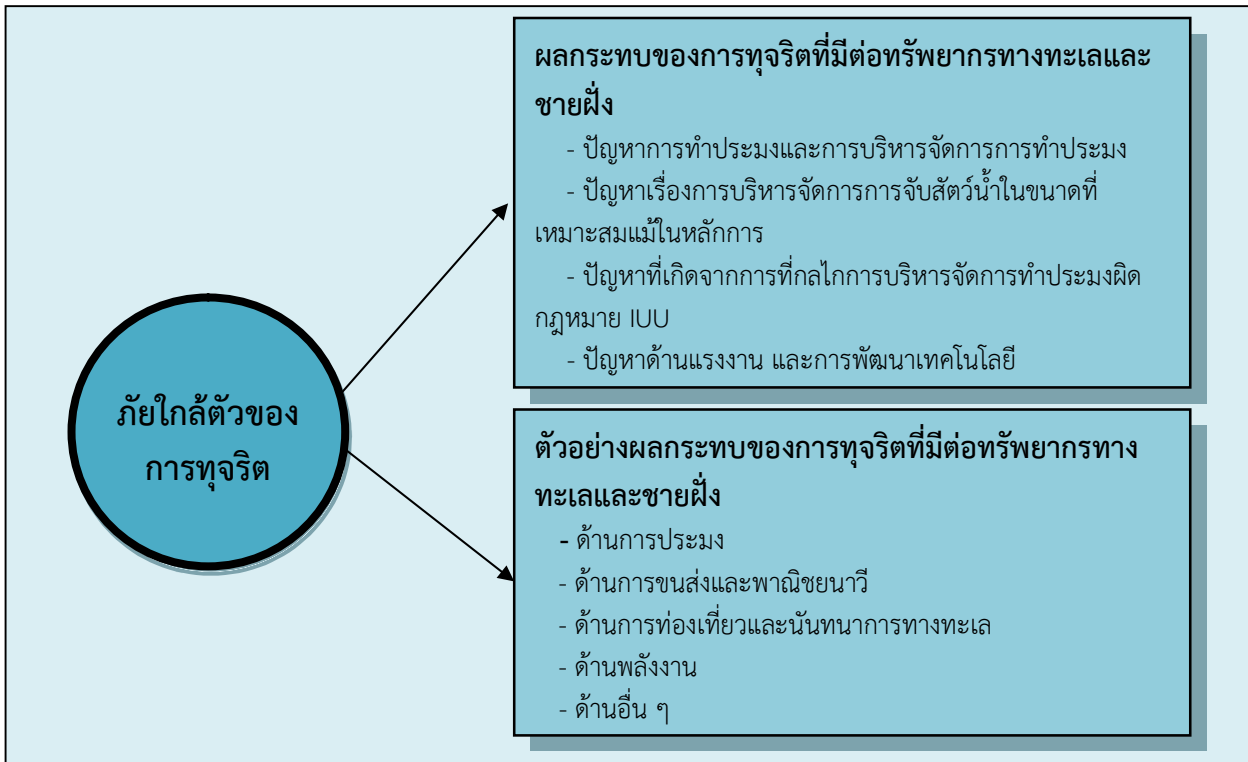 ผลกระทบของการทุจริตที่มีต่อทรัพยากรทางทะเลและ
ชายฝั่ง
- ปัญหาการทำประมงและการบริหารจัดการการทำประมง
- ปัญหาเรื่องการบริหารจัดการการจับสัตว์น้ำในขนาดที่
เหมาะสมแม้ในหลักการ
- ปัญหาที่เกิดจากการที่กลไกการบริหารจัดการทำประมงผิด
กฎหมาย IUU
- ปัญหาด้านแรงงาน และการพัฒนาเทคโนโลยี
ภัยใกล้ตัวของ
การทุจริต
ตัวอย่างผลกระทบของการทุจริตที่มีต่อทรัพยากรทาง
ทะเลและชายฝั่ง
- ด้านการประมง
- ด้านการขนส่งและพาณิชยนาวี
- ด้านการท่องเที่ยวและนันทนาการทางทะเล
- ด้านพลังงาน
- ด้านอื่น ๆ